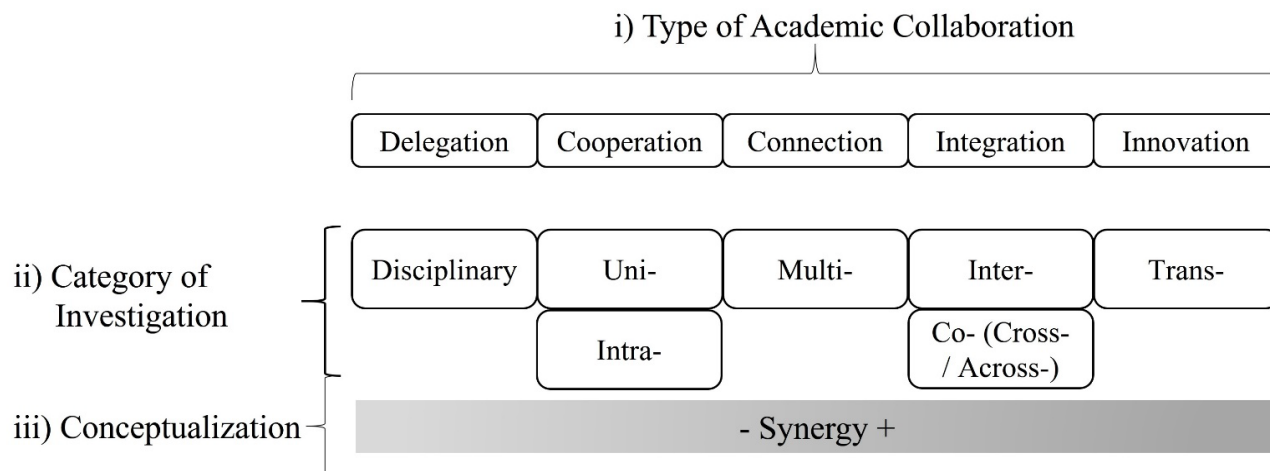 i) Type of Academic Collaboration
Delegation
Cooperation
Connection
Integration
Innovation
ii) Category of
Investigation
Disciplinary
Uni-
Multi-
Inter-
Trans-
Intra-
Co- (Cross-
/ Across-)
iii) Conceptualization
- Synergy +